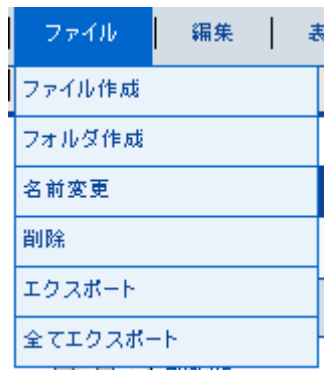 ファイル 編集 表
ファイル作成
フォルダ作成
名前変更
削除
エクスポート
全てエクスポート